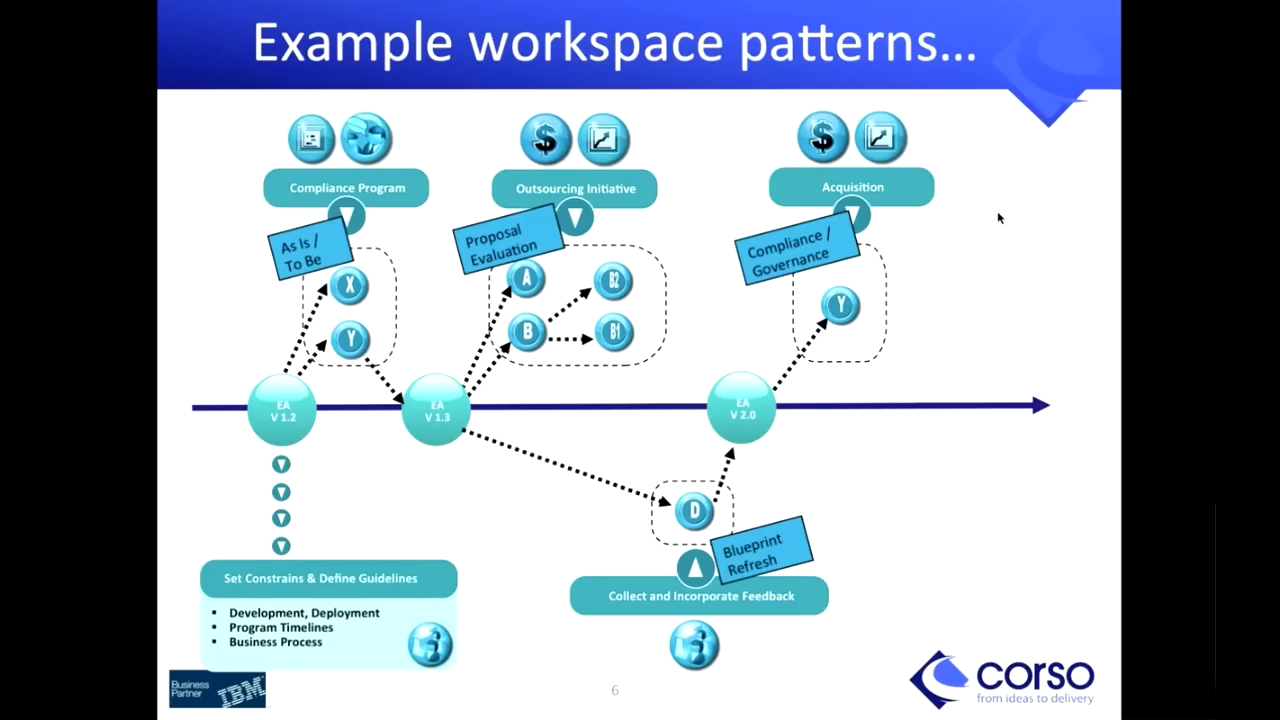 Example workspace patterns...
Compliance Program
Outsourcing Initiative
Acquisition
As Is /
To Be
Proposal
Evaluation
Compliance /
Governance
X
Y
A
B2
B
B1
Y
EA
V 1.2
EA
V 1.3
EA
V 2.0
D
Blueprint
Refresh
Set Constrains & Define Guidelines
Development, Deployment
Program Timelines
Business Process
Collect and Incorporate Feedback
Business
Partner
IBM
6
corso
from ideas to delivery